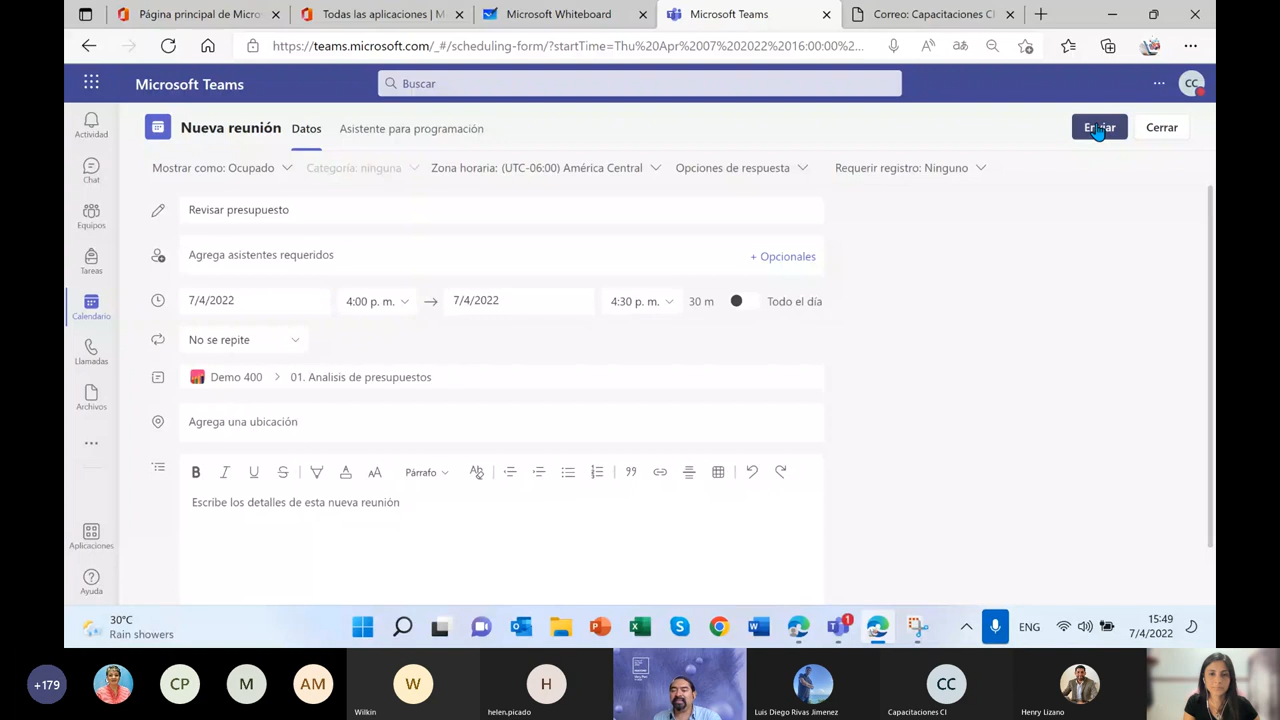 Página principal de Micros
Todas las aplicaciones | M
Microsoft Whiteboard
Microsoft Teams
Correo: Capacitaciones CI
https://teams.microsoft.com/_#/scheduling-form/?startTime=Thu%20Apr%2007%202022%2016:00:00%2...
Microsoft Teams
Buscar
CC
Actividad
Chat
Equipos
Tareas
Calendario
Llamadas
Archivos
Aplicaciones
Ayuda
Nueva reunión
Datos
Asistente para programación
Enviar
Cerrar
Mostrar como: Ocupado
Categoría: ninguna
Zona horaria: (UTC-06:00) América Central
Opciones de respuesta
Requerir registro: Ninguno
Revisar presupuesto
Agrega asistentes requeridos
+ Opcionales
7/4/2022
4:00 p. m.
7/4/2022
4:30 p. m.
30 m
Todo el día
No se repite
Demo 400 > 01. Analisis de presupuestos
Agrega una ubicación
Párrafo
Escribe los detalles de esta nueva reunión
30°C
Rain showers
1
ENG
15:49
7/4/2022
+179
CP
M
AM
W
Wilkin
H
helen.picado
Luis Diego Rivas Jimenez
CC
Capacitaciones CI
Henry Lizano